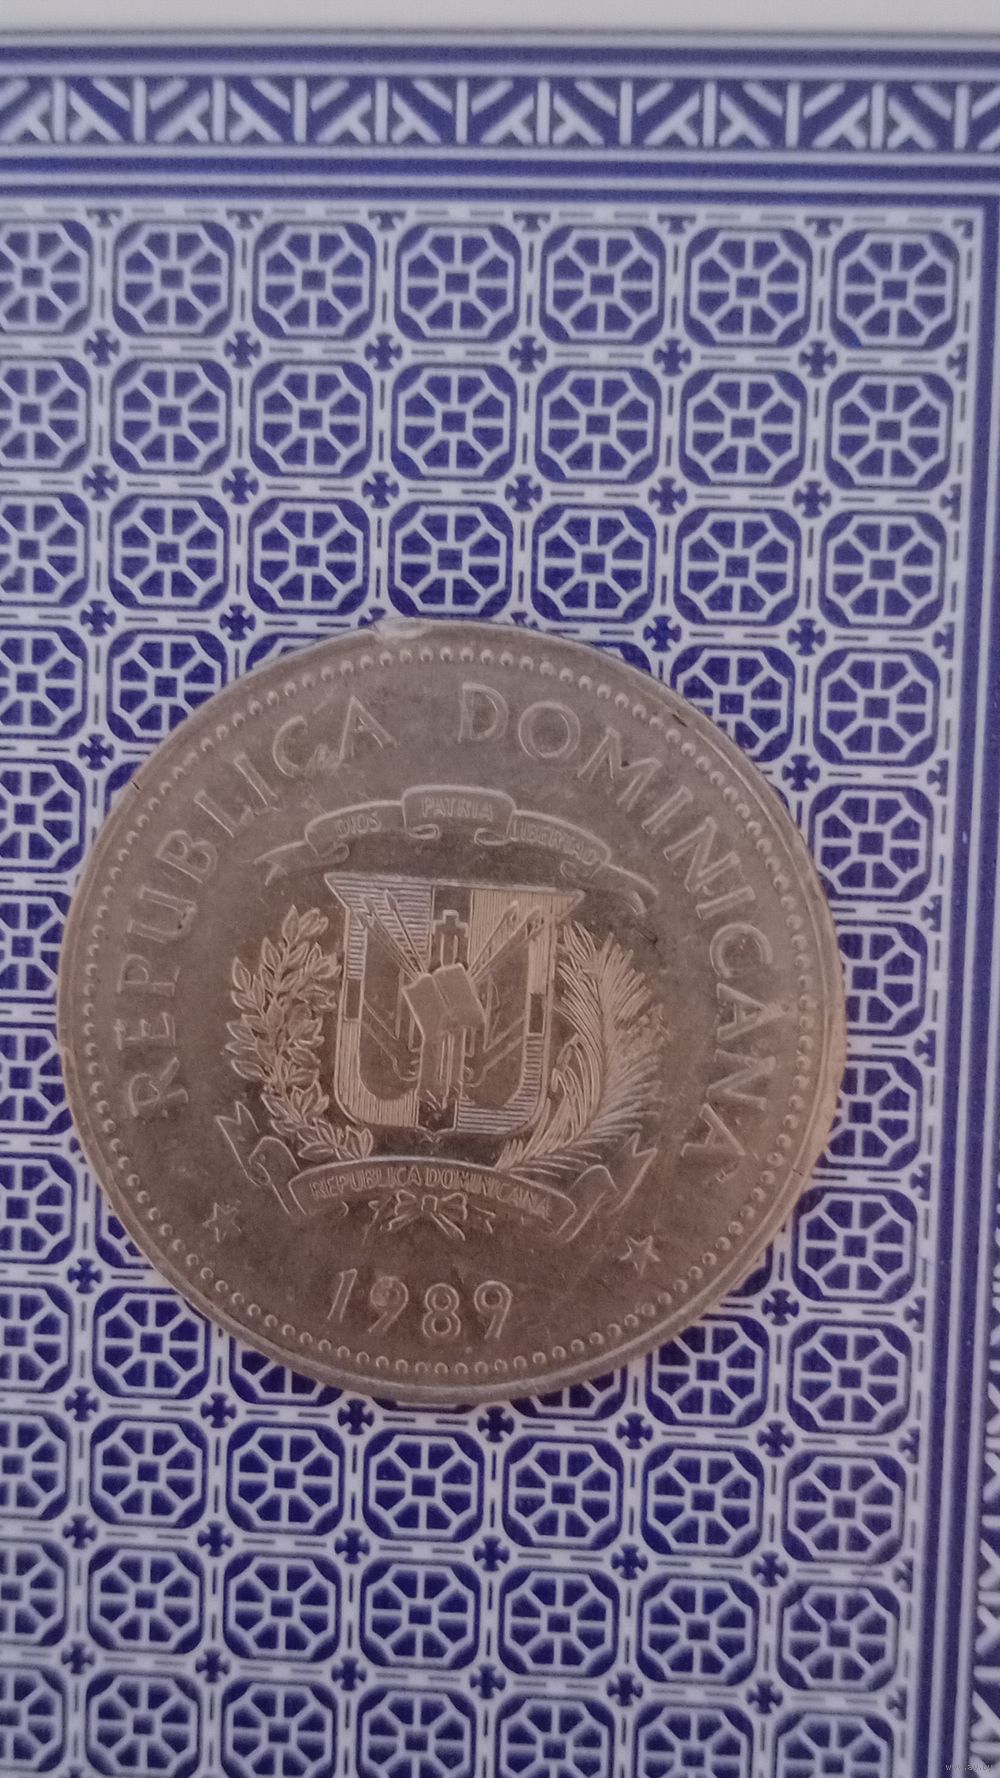 REPUBLICA DOMINICANA
DIOS PATRIA LIBERTAD
REPUBLICA DOMINICANA
1989